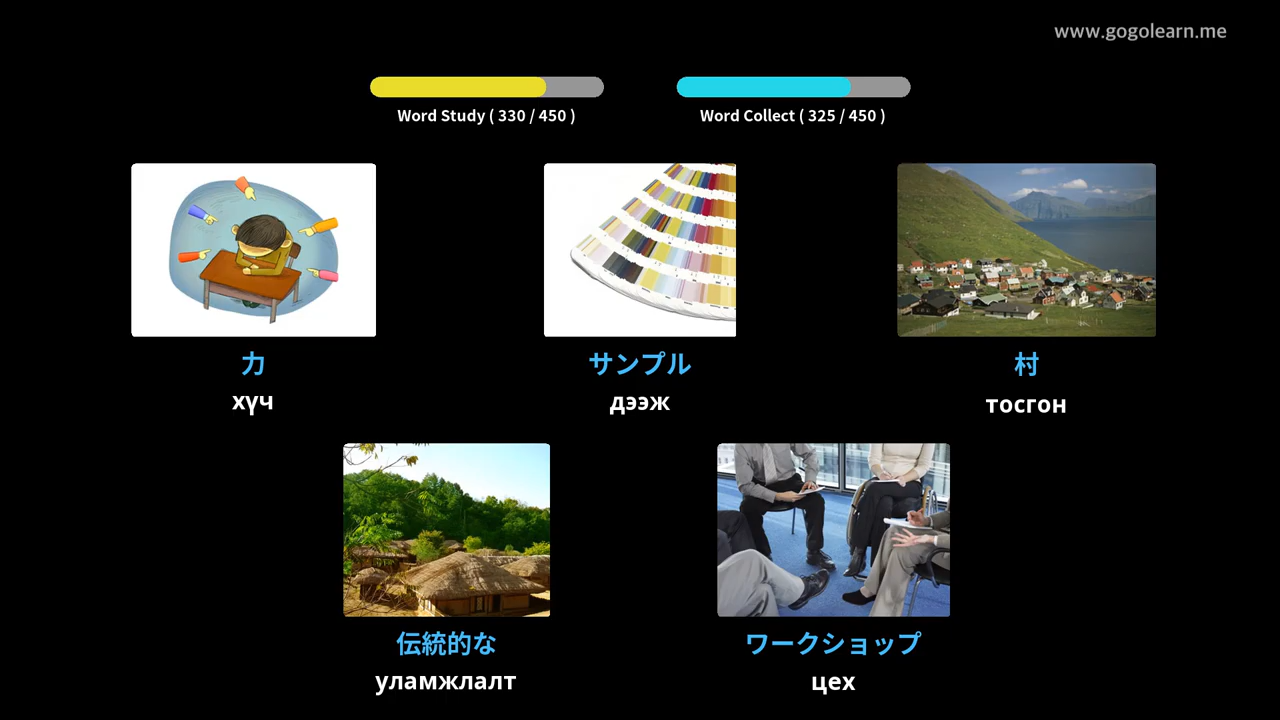 www.gogolearn.me
Word Study ( 330 / 450 )
Word Collect ( 325 / 450 )
力
хүч
サンプル
дээж
村
тосгон
伝統的な
уламжлалт
ワークショップ
цех